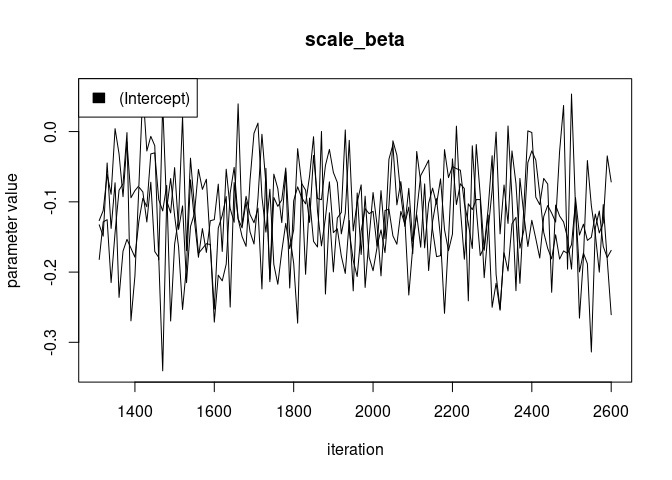 scale_beta
(Intercept)
0.0
-0.1
-0.2
-0.3
parameter value
1400 1600 1800 2000 2200 2400 2600
iteration